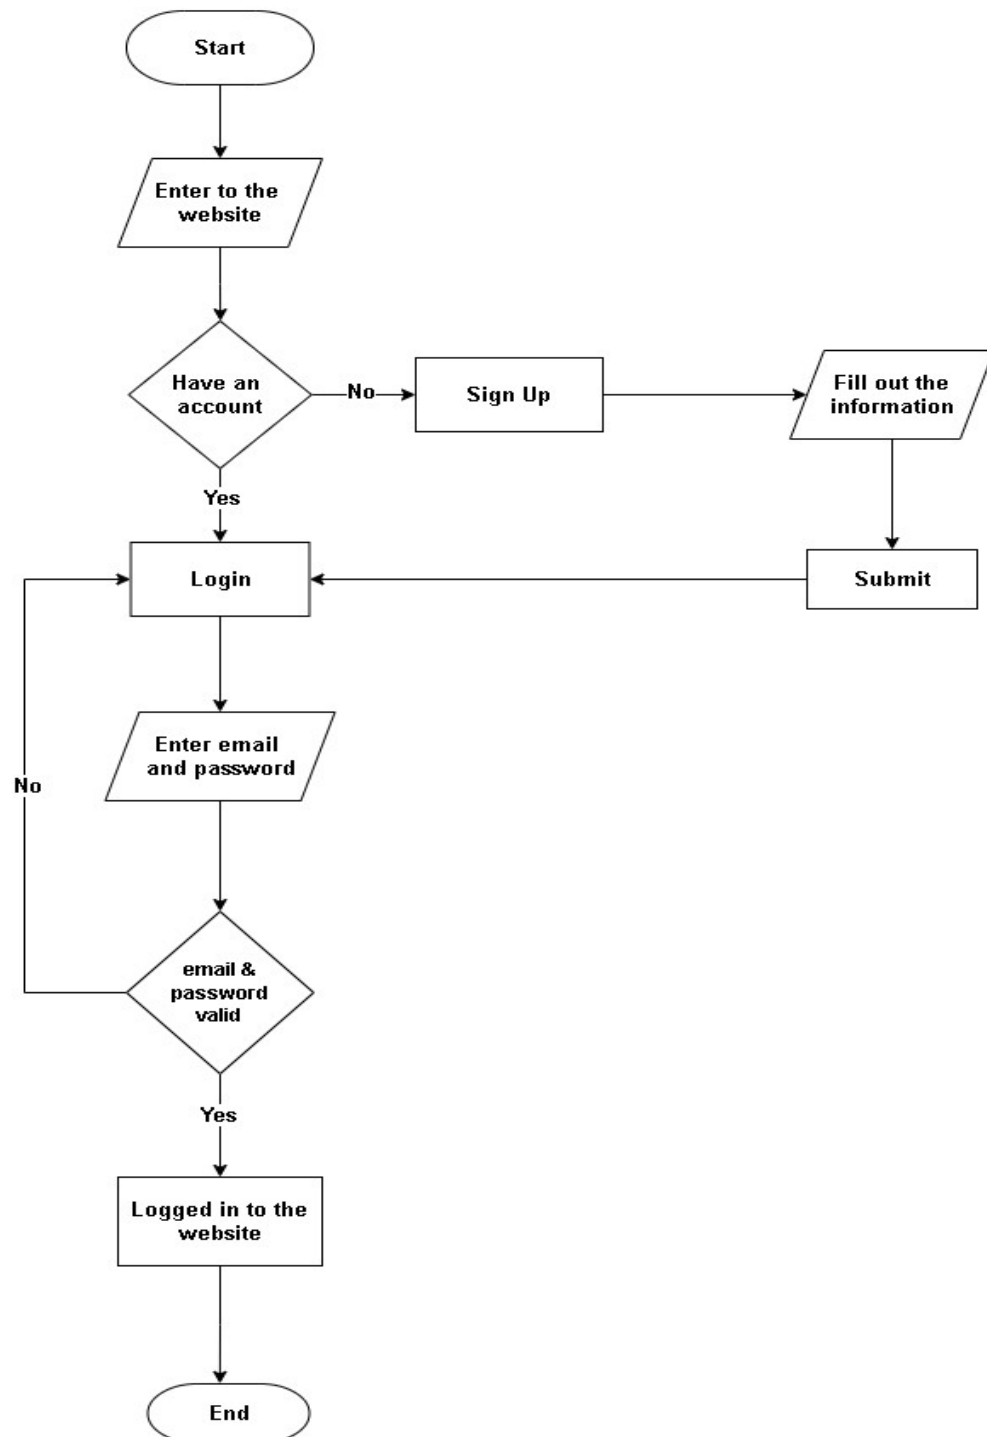 Start
Enter to the
website
Have an
account
No
Sign Up
Fill out the
information
Yes
Login
Submit
Enter email
and password
No
email &
password
valid
Yes
Logged in to the
website
End